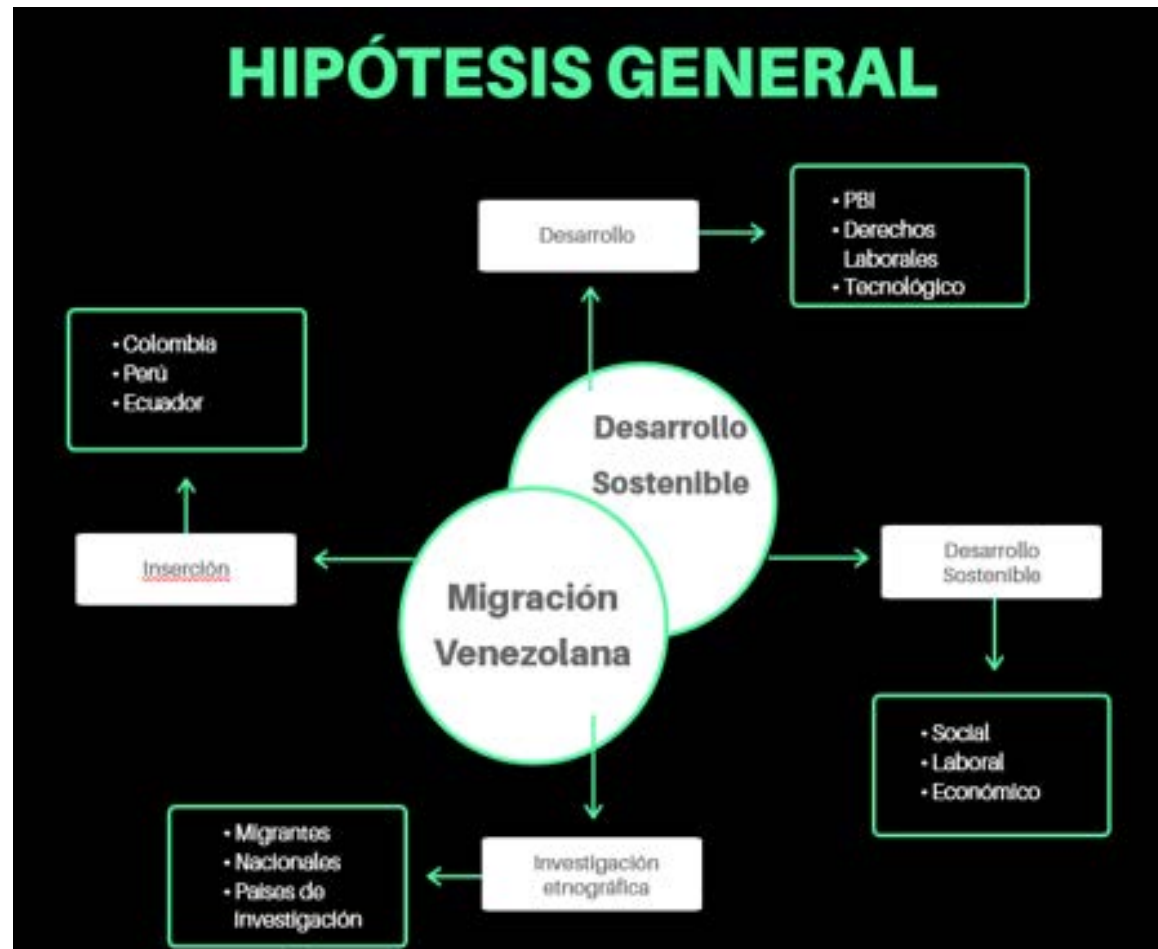 HIPÓTESIS GENERAL
Desarrollo
• PBI
• Derechos
Laborales
• Tecnológico
• Colombia
• Perú
• Ecuador
Inserción
Desarrollo
Sostenible
Migración
Venezolana
Desarrollo
Sostenible
• Social
• Laboral
• Económico
Investigación
etnográfica
• Migrantes
• Nacionales
• Países de
Investigación